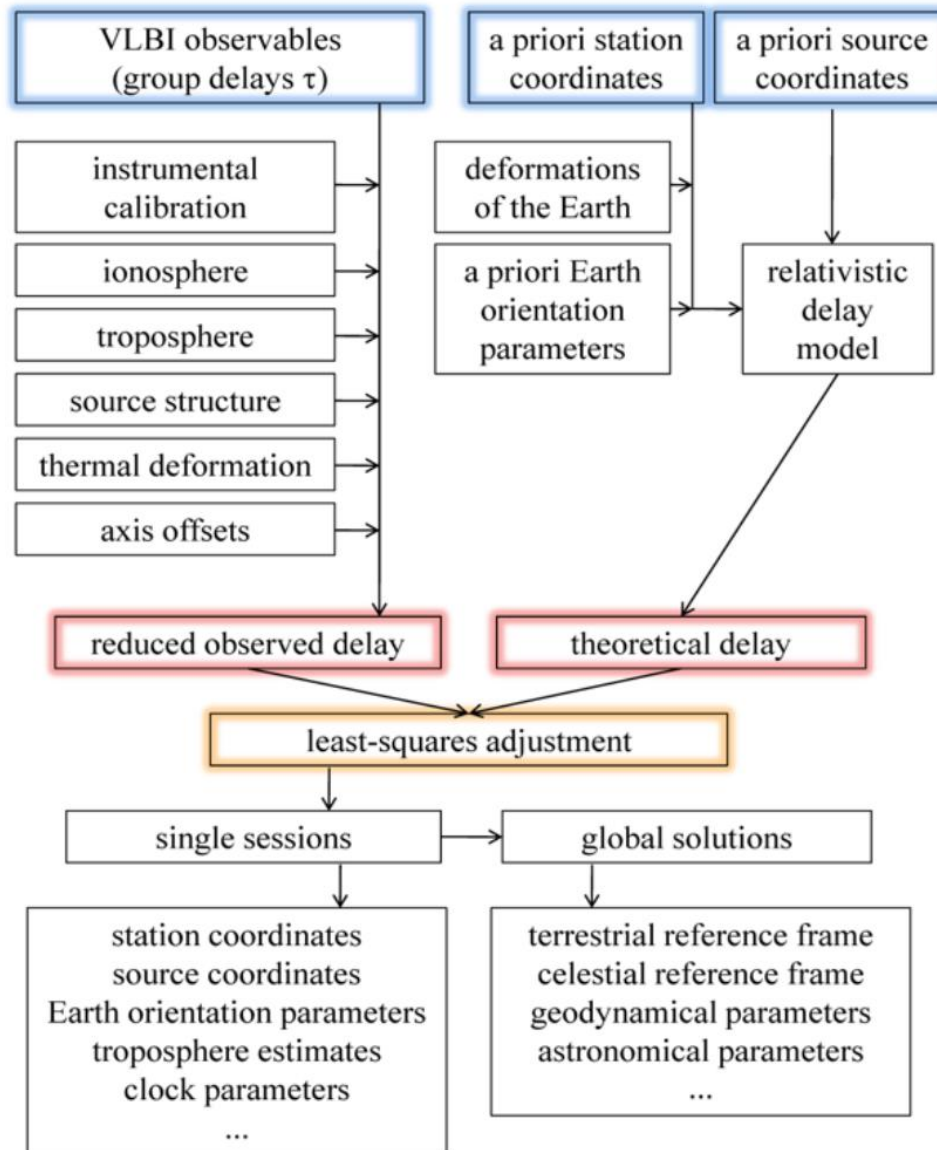 VLBI observables
(group delays τ)
a priori station
coordinates
a priori source
coordinates
instrumental
calibration
ionosphere
troposphere
source structure
thermal deformation
axis offsets
deformations
of the Earth
a priori Earth
orientation
parameters
relativistic
delay
model
reduced observed delay
theoretical delay
least-squares adjustment
single sessions
global solutions
station coordinates
source coordinates
Earth orientation parameters
troposphere estimates
clock parameters
...
terrestrial reference frame
celestial reference frame
geodynamical parameters
astronomical parameters
...